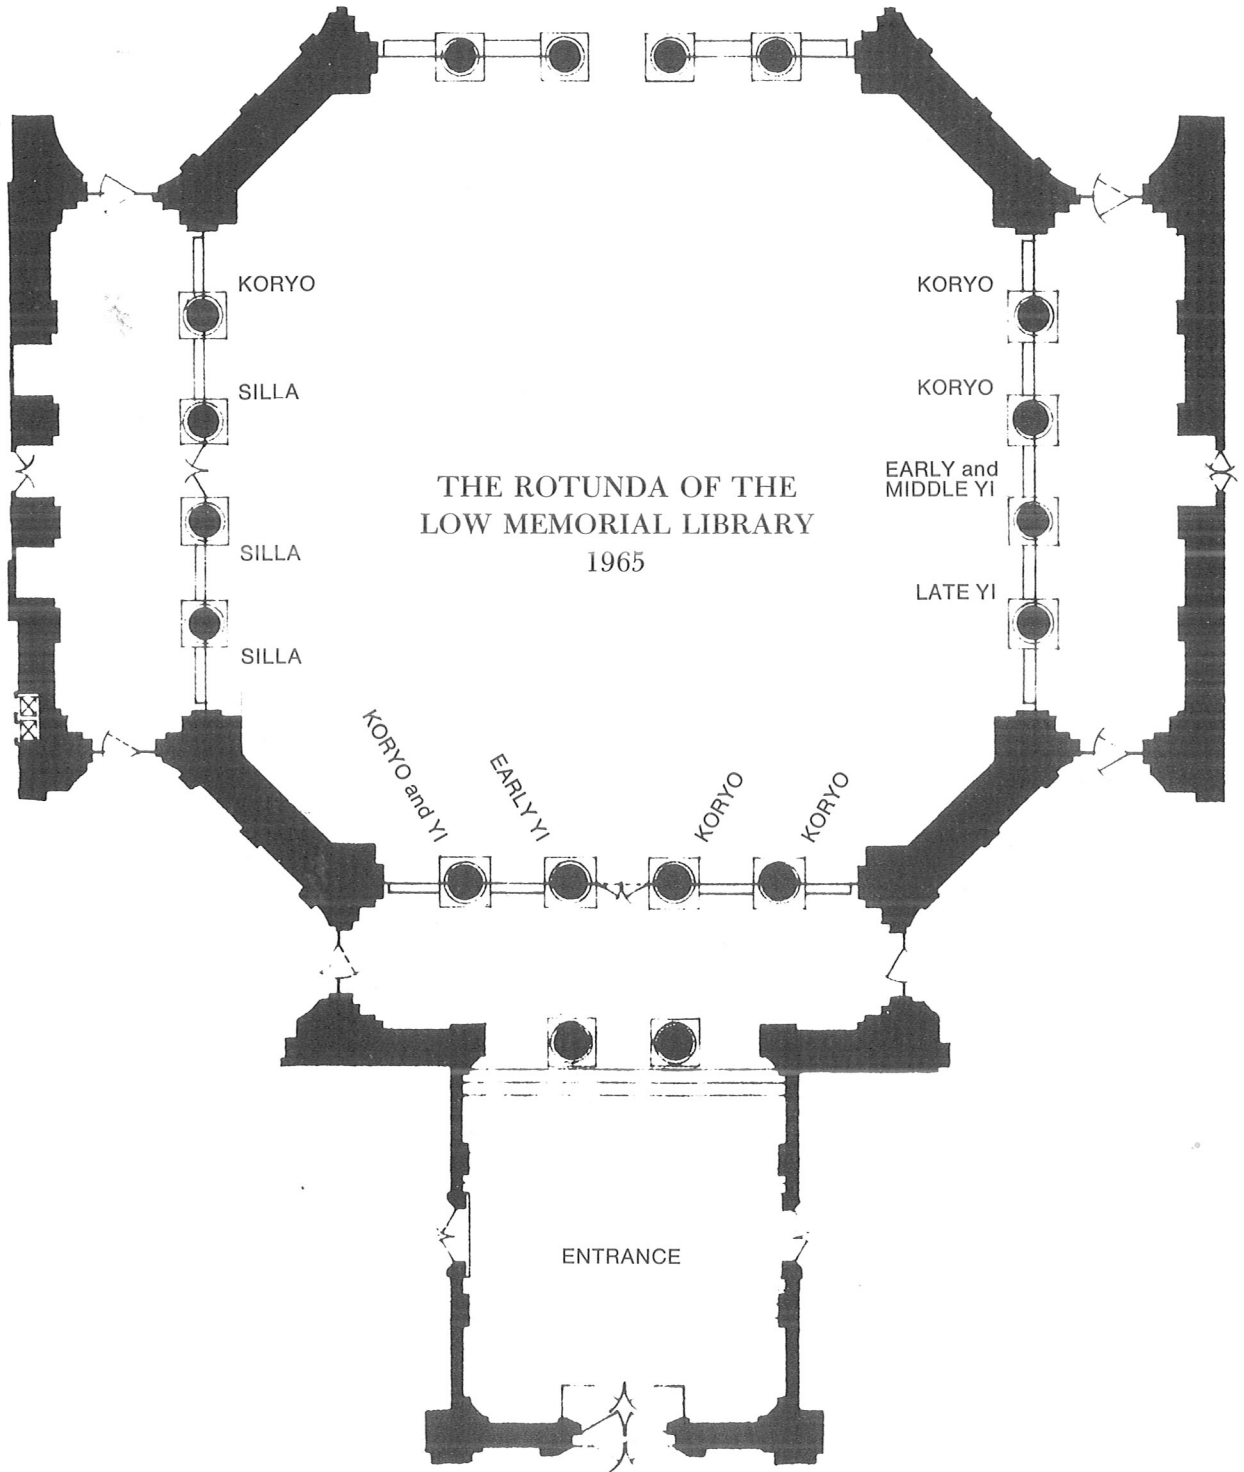 KORYO
KORYO
SILLA
KORYO
THE ROTUNDA OF THE
LOW MEMORIAL LIBRARY
1965
EARLY and
MIDDLE YI
SILLA
LATE YI
SILLA
KORYO and YI
EARLY YI
KORYO
KORYO
ENTRANCE